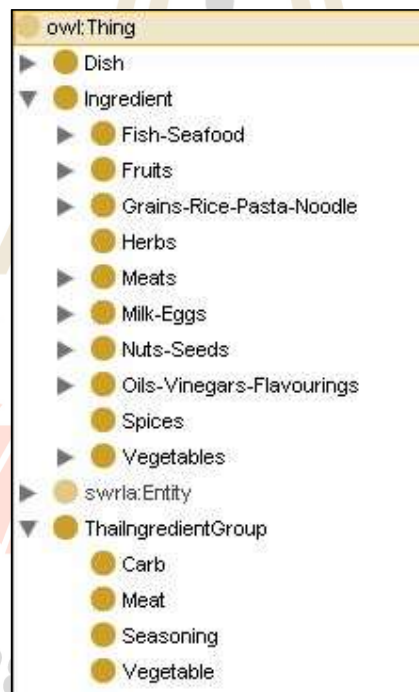 owl:Thing
Dish
Ingredient
Fish-Seafood
Fruits
Grains-Rice-Pasta-Noodle
Herbs
Meats
Milk-Eggs
Nuts-Seeds
Oils-Vinegars-Flavourings
Spices
Vegetables
swrla:Entity
ThaiIngredientGroup
Carb
Meat
Seasoning
Vegetable